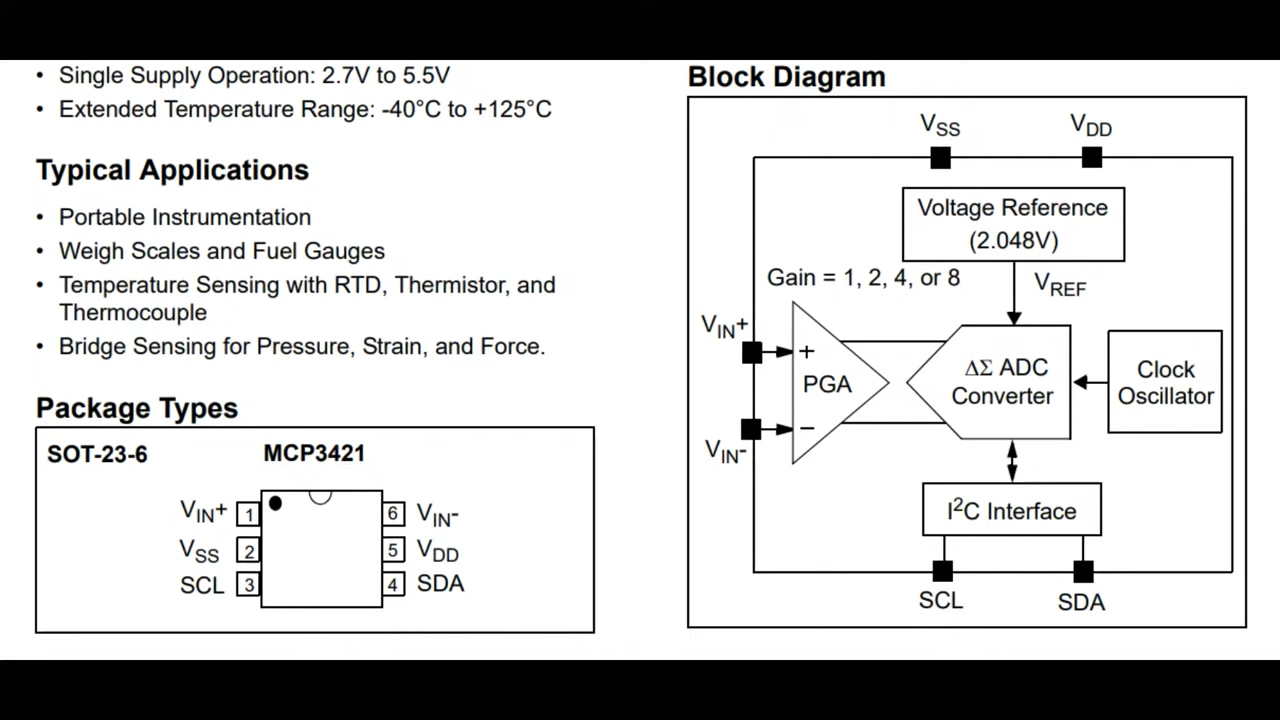 • Single Supply Operation: 2.7V to 5.5V
• Extended Temperature Range: -40°C to +125°C
Typical Applications
• Portable Instrumentation
• Weigh Scales and Fuel Gauges
• Temperature Sensing with RTD, Thermistor, and
Thermocouple
• Bridge Sensing for Pressure, Strain, and Force.
Package Types
SOT-23-6 MCP3421
VIN+ 1 6 VIN-
VSS 2 5 VDD
SCL 3 4 SDA
Block Diagram
VSS VDD
Voltage Reference
(2.048V)
Gain = 1, 2, 4, or 8
VREF
VIN+
+
PGA
−
VIN-
ΔΣ ADC
Converter
Clock
Oscillator
I²C Interface
SCL SDA